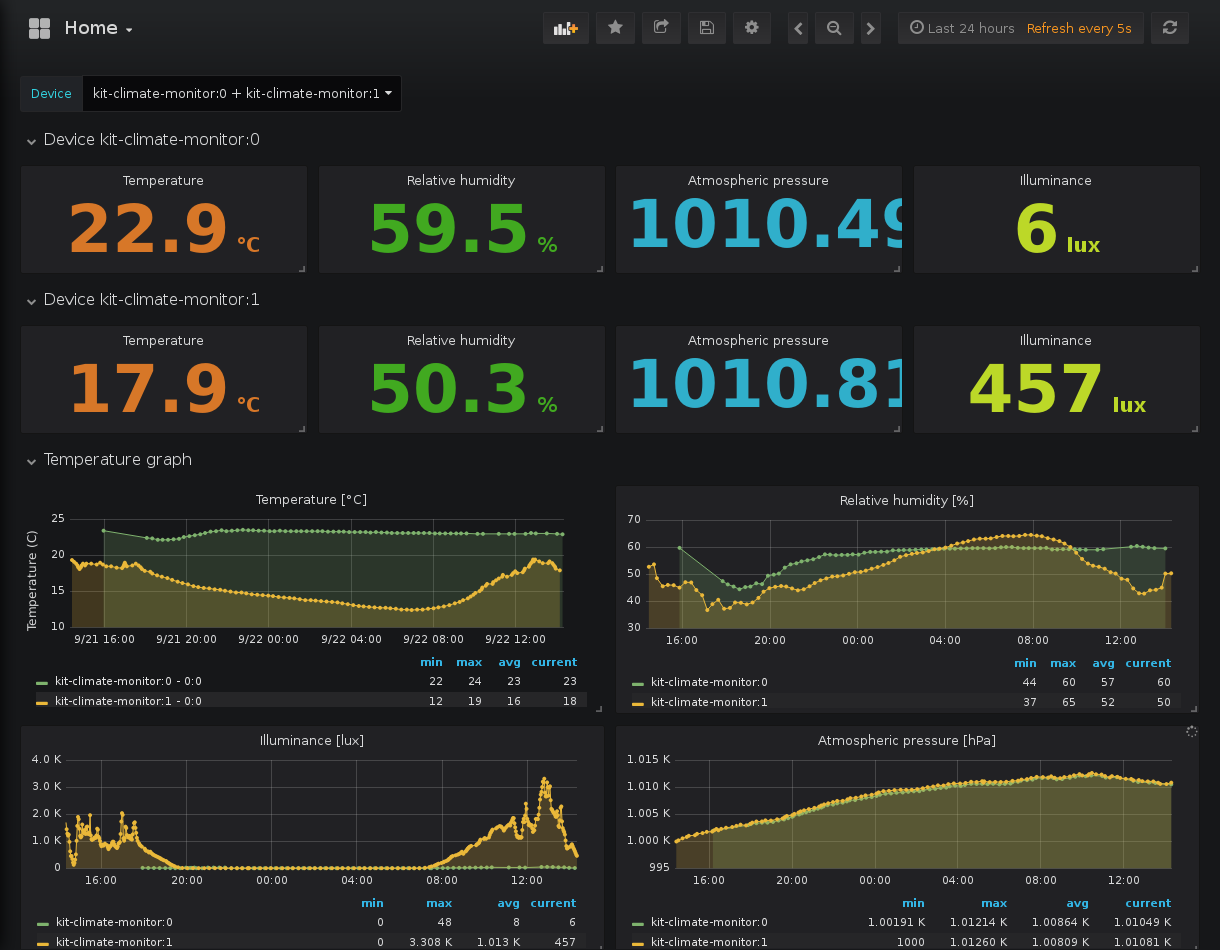 Home
Last 24 hours Refresh every 5s
Device kit-climate-monitor:0 + kit-climate-monitor:1
Device kit-climate-monitor:0
Temperature Relative humidity Atmospheric pressure Illuminance
22.9 °C 59.5 % 1010.49 6 lux
Device kit-climate-monitor:1
Temperature Relative humidity Atmospheric pressure Illuminance
17.9 °C 50.3 % 1010.81 457 lux
Temperature graph
Temperature [°C]
Temperature (C)
25
20
15
10
9/21 16:00 9/21 20:00 9/22 00:00 9/22 04:00 9/22 08:00 9/22 12:00
min max avg current
kit-climate-monitor:0 - 0:0 22 24 23 23
kit-climate-monitor:1 - 0:0 12 19 16 18
Relative humidity [%]
70
60
50
40
30
16:00 20:00 00:00 04:00 08:00 12:00
min max avg current
kit-climate-monitor:0 44 60 57 60
kit-climate-monitor:1 37 65 52 50
Illuminance [lux]
4.0 K
3.0 K
2.0 K
1.0 K
0
16:00 20:00 00:00 04:00 08:00 12:00
min max avg current
kit-climate-monitor:0 0 48 8 6
kit-climate-monitor:1 0 3.308 K 1.013 K 457
Atmospheric pressure [hPa]
1.015 K
1.010 K
1.005 K
1.000 K
995
16:00 20:00 00:00 04:00 08:00 12:00
min max avg current
kit-climate-monitor:0 1.00191 K 1.01214 K 1.00864 K 1.01049 K
kit-climate-monitor:1 1000 1.01260 K 1.00809 K 1.01081 K